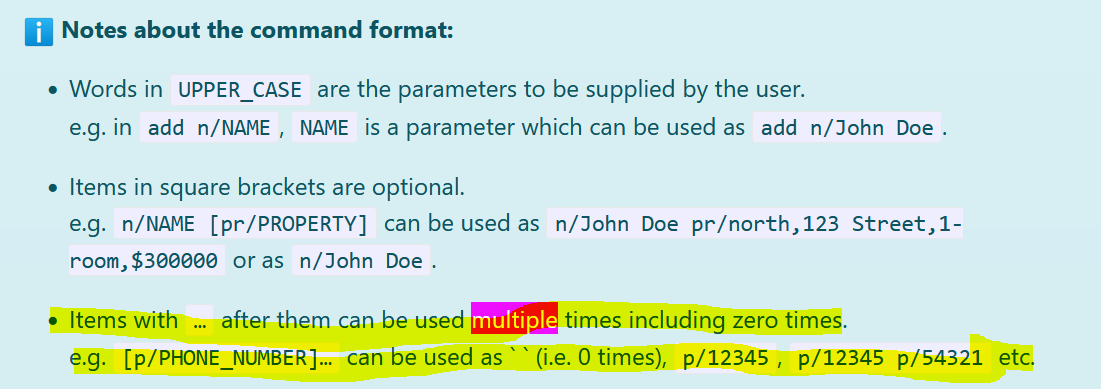 Notes about the command format:
• Words in UPPER_CASE are the parameters to be supplied by the user.
e.g. in add n/NAME, NAME is a parameter which can be used as add n/John Doe.
• Items in square brackets are optional.
e.g. n/NAME [pr/PROPERTY] can be used as n/John Doe pr/north,123 Street,1-
room,$300000 or as n/John Doe.
• Items with … after them can be used multiple times including zero times.
e.g. [p/PHONE_NUMBER]… can be used as ` ` (i.e. 0 times), p/12345, p/12345 p/54321 etc.